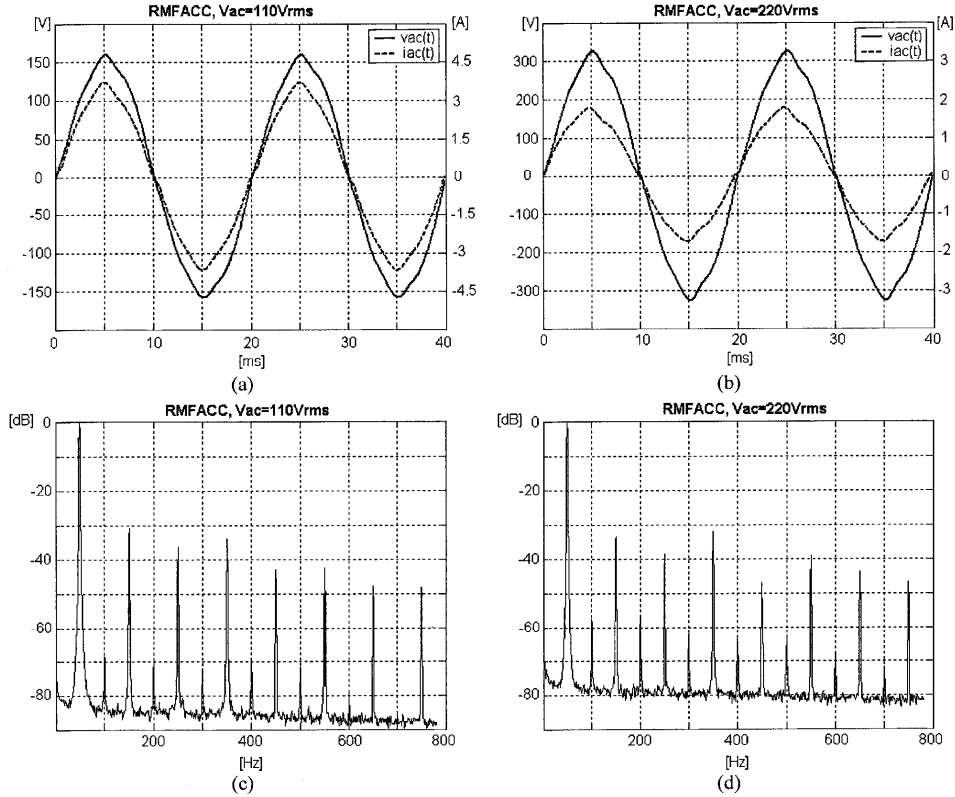 RMFACC, Vac=110Vrms
[V]
[A]
vac(t)
iac(t)
150
100
50
0
-50
-100
-150
4.5
3
1.5
0
-1.5
-3
-4.5
0 10 20 30 40
[ms]
(a)
RMFACC, Vac=220Vrms
[V]
[A]
vac(t)
iac(t)
300
200
100
0
-100
-200
-300
3
2
1
0
-1
-2
-3
0 10 20 30 40
[ms]
(b)
RMFACC, Vac=110Vrms
[dB]
0
-20
-40
-60
-80
200 400 600 800
[Hz]
(c)
RMFACC, Vac=220Vrms
[dB]
0
-20
-40
-60
-80
200 400 600 800
[Hz]
(d)